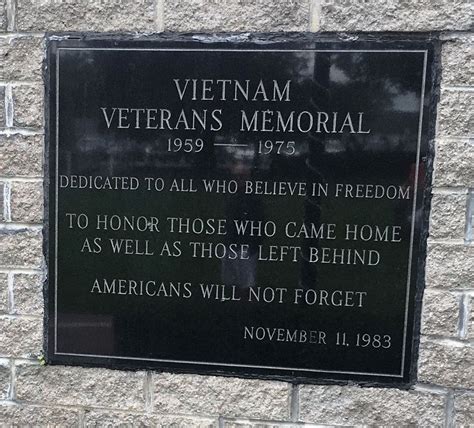 VIETNAM
VETERANS MEMORIAL
1959 — 1975
DEDICATED TO ALL WHO BELIEVE IN FREEDOM
TO HONOR THOSE WHO CAME HOME
AS WELL AS THOSE LEFT BEHIND
AMERICANS WILL NOT FORGET
NOVEMBER 11, 1983